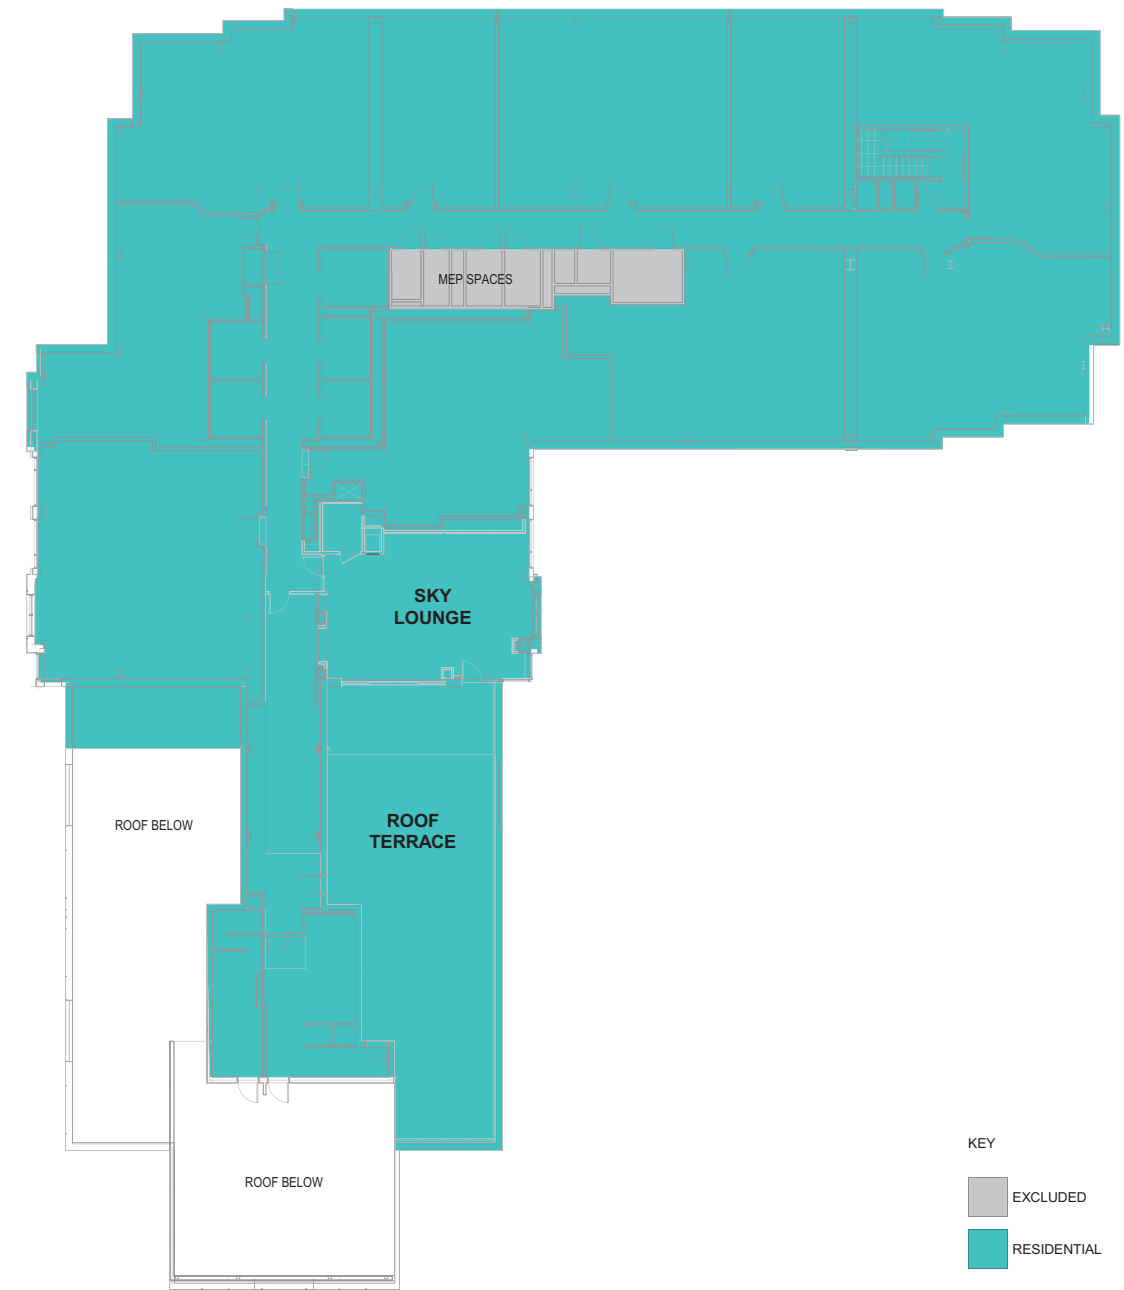 MEP SPACES
SKY
LOUNGE
ROOF BELOW
ROOF
TERRACE
ROOF BELOW
KEY
EXCLUDED
RESIDENTIAL